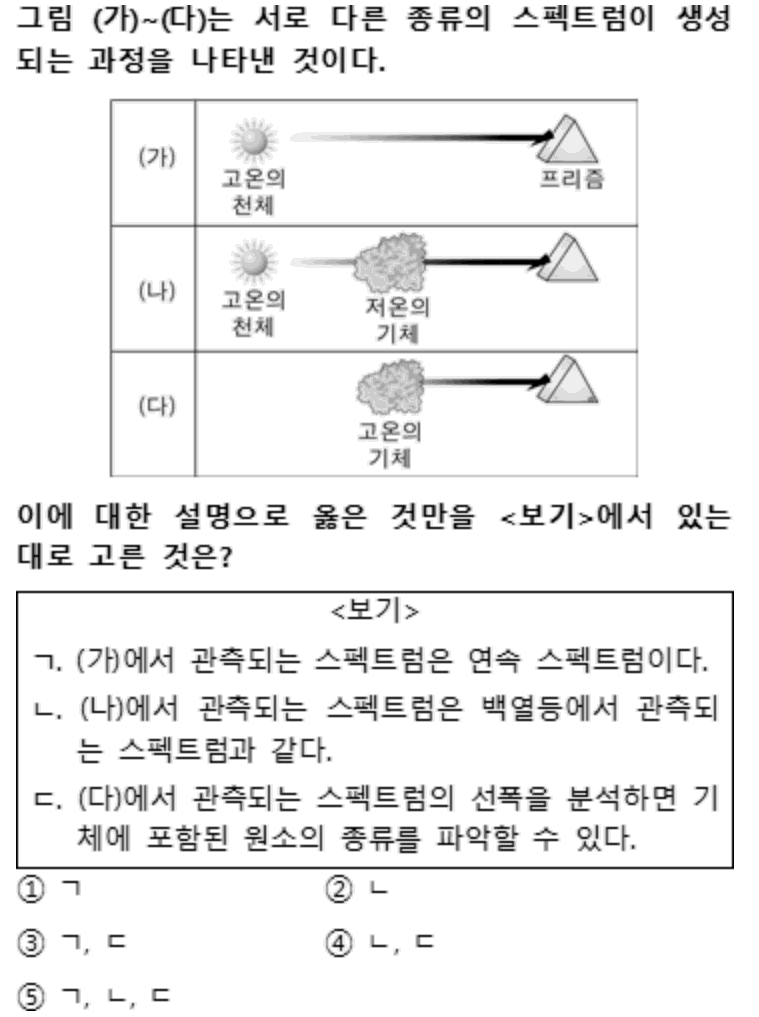 그림 (가)~(다)는 서로 다른 종류의 스펙트럼이 생성
되는 과정을 나타낸 것이다.
(가)
고온의
천체
프리즘
(나)
고온의
천체
저온의
기체
(다)
고온의
기체
이에 대한 설명으로 옳은 것만을 <보기>에서 있는
대로 고른 것은?
<보기>
ㄱ. (가)에서 관측되는 스펙트럼은 연속 스펙트럼이다.
ㄴ. (나)에서 관측되는 스펙트럼은 백열등에서 관측되
는 스펙트럼과 같다.
ㄷ. (다)에서 관측되는 스펙트럼의 선폭을 분석하면 기
체에 포함된 원소의 종류를 파악할 수 있다.
① ㄱ ② ㄴ
③ ㄱ, ㄷ ④ ㄴ, ㄷ
⑤ ㄱ, ㄴ, ㄷ